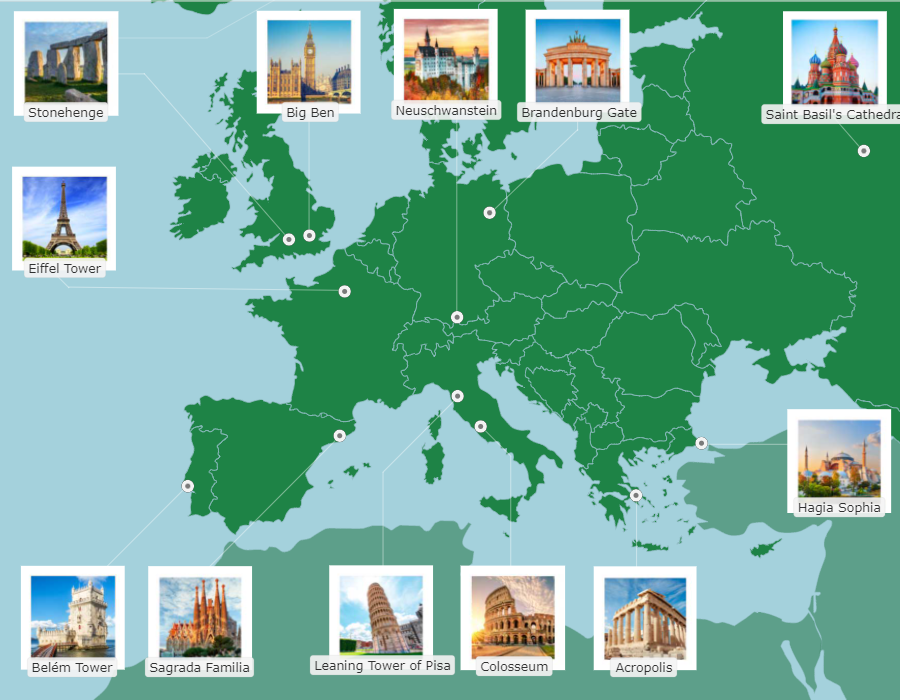 Stonehenge
Big Ben
Neuschwanstein
Brandenburg Gate
Saint Basil's Cathedra
Eiffel Tower
Hagia Sophia
Belém Tower
Sagrada Familia
Leaning Tower of Pisa
Colosseum
Acropolis